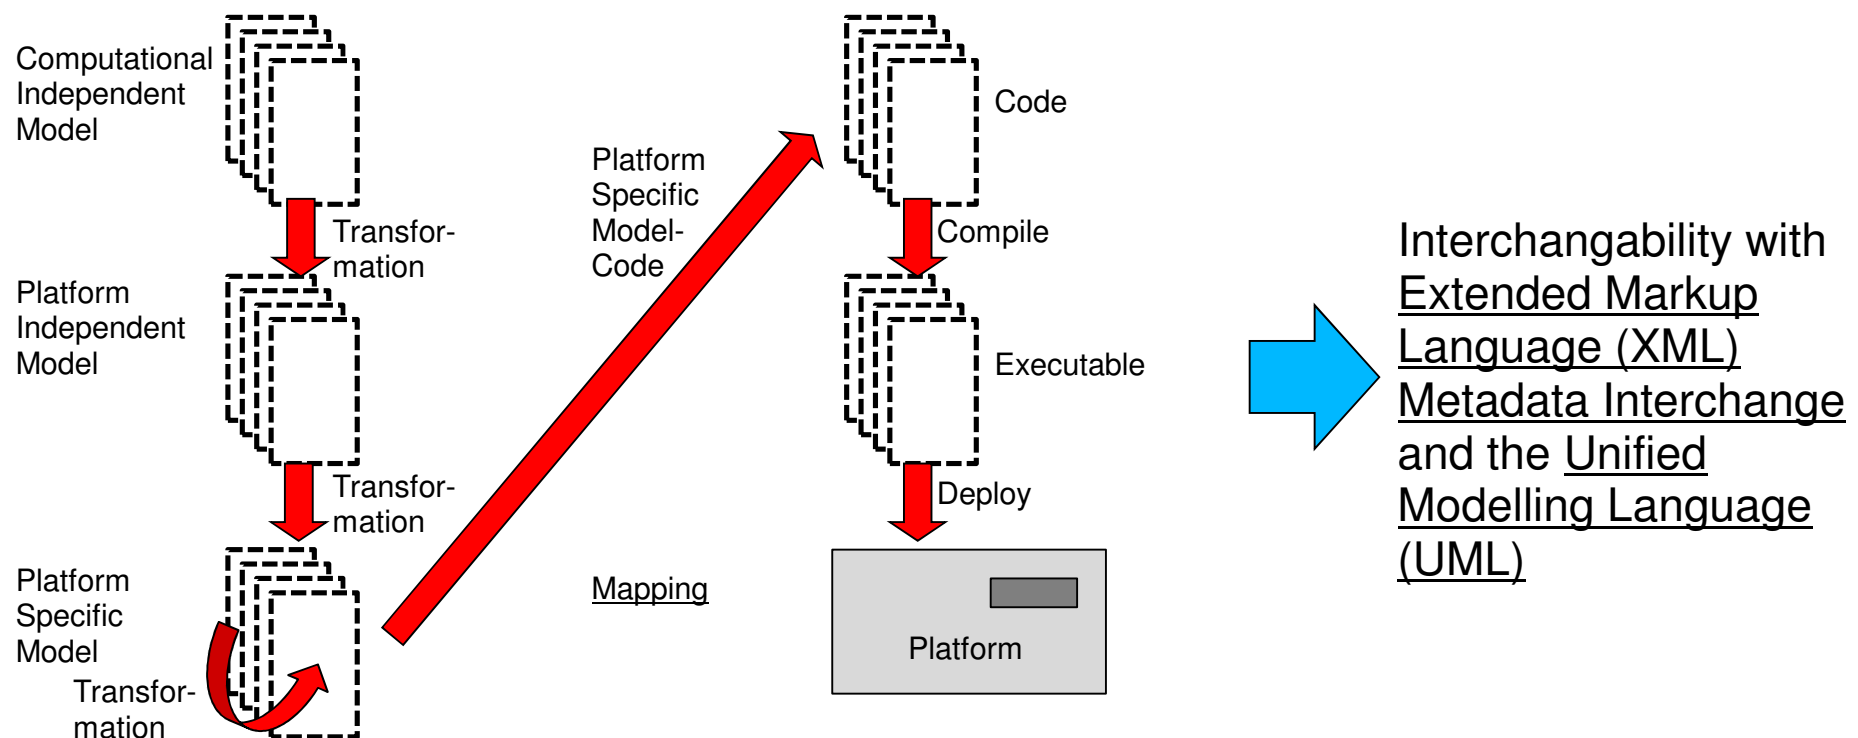 Computational
Independent
Model
Transfor-
mation
Platform
Independent
Model
Transfor-
mation
Platform
Specific
Model
Transfor-
mation
Platform
Specific
Model-
Code
Mapping
Code
Compile
Executable
Deploy
Platform
Interchangability with
Extended Markup
Language (XML)
Metadata Interchange
and the Unified
Modelling Language
(UML)